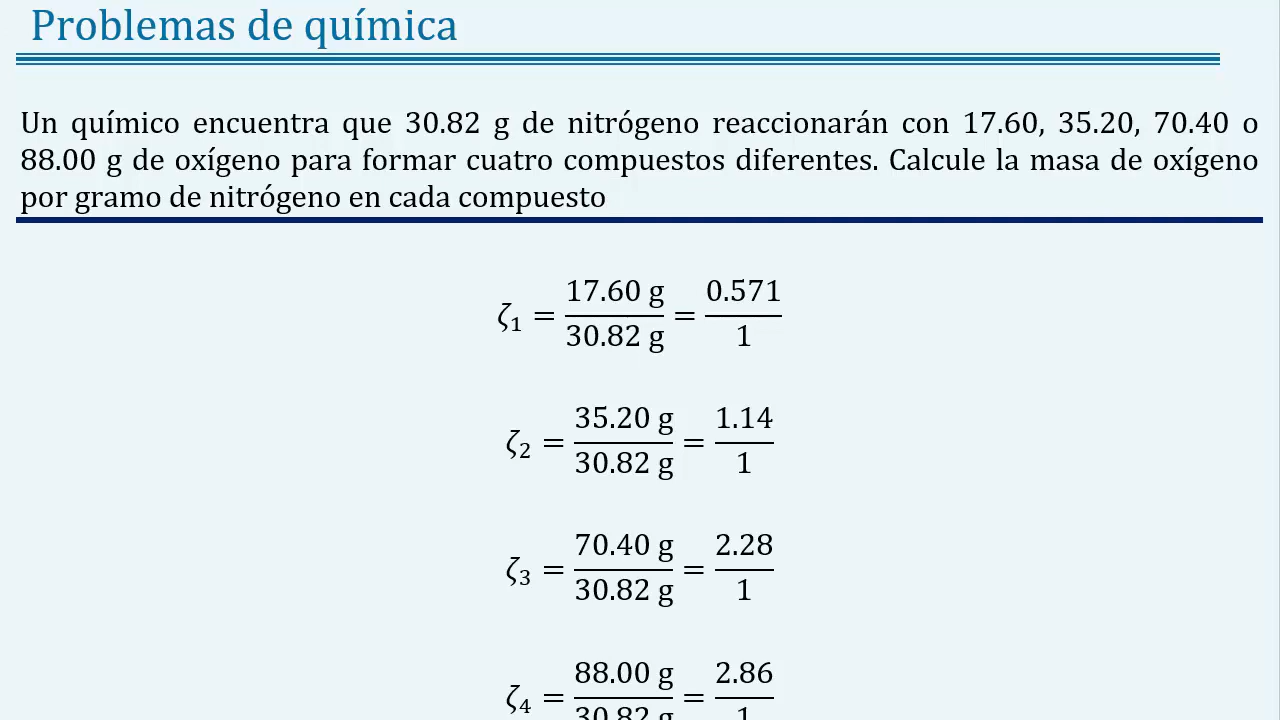 Problemas de química
Un químico encuentra que 30.82 g de nitrógeno reaccionarán con 17.60, 35.20, 70.40 o
88.00 g de oxígeno para formar cuatro compuestos diferentes. Calcule la masa de oxígeno
por gramo de nitrógeno en cada compuesto
ζ₁ = 17.60 g / 30.82 g = 0.571 / 1
ζ₂ = 35.20 g / 30.82 g = 1.14 / 1
ζ₃ = 70.40 g / 30.82 g = 2.28 / 1
ζ₄ = 88.00 g / 30.82 g = 2.86 / 1